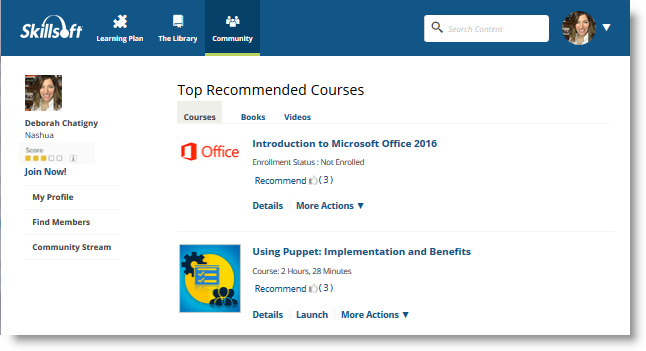 Skillsoft
Learning Plan
The Library
Community
Search Content
Deborah Chatigny
Nashua
Score
Join Now!
My Profile
Find Members
Community Stream
Top Recommended Courses
Courses Books Videos
Office
Introduction to Microsoft Office 2016
Enrollment Status : Not Enrolled
Recommend (3)
Details More Actions ▼
Using Puppet: Implementation and Benefits
Course: 2 Hours, 28 Minutes
Recommend (3)
Details Launch More Actions ▼